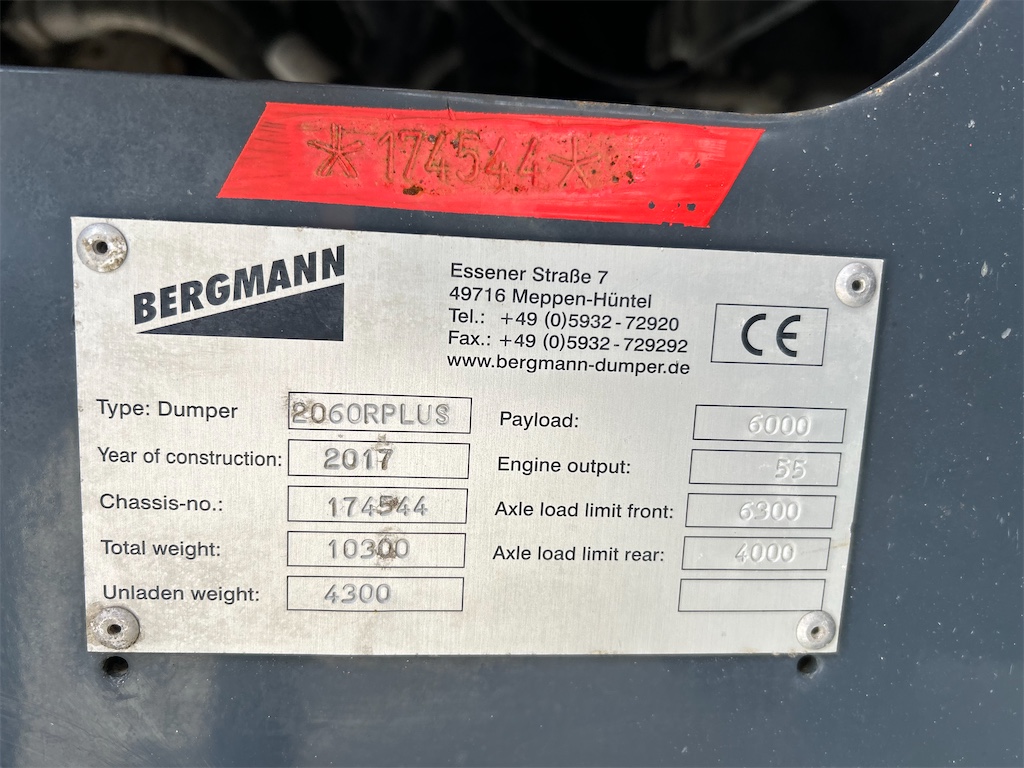 *174544*
BERGMANN
Essener Straße 7
49716 Meppen-Hüntel
Tel.: +49 (0)5932-72920
Fax.: +49 (0)5932-729292
www.bergmann-dumper.de
CE
Type: Dumper 2060RPLUS
Year of construction: 2017
Chassis-no.: 174544
Total weight: 10300
Unladen weight: 4300
Payload: 6000
Engine output: 55
Axle load limit front: 6300
Axle load limit rear: 4000